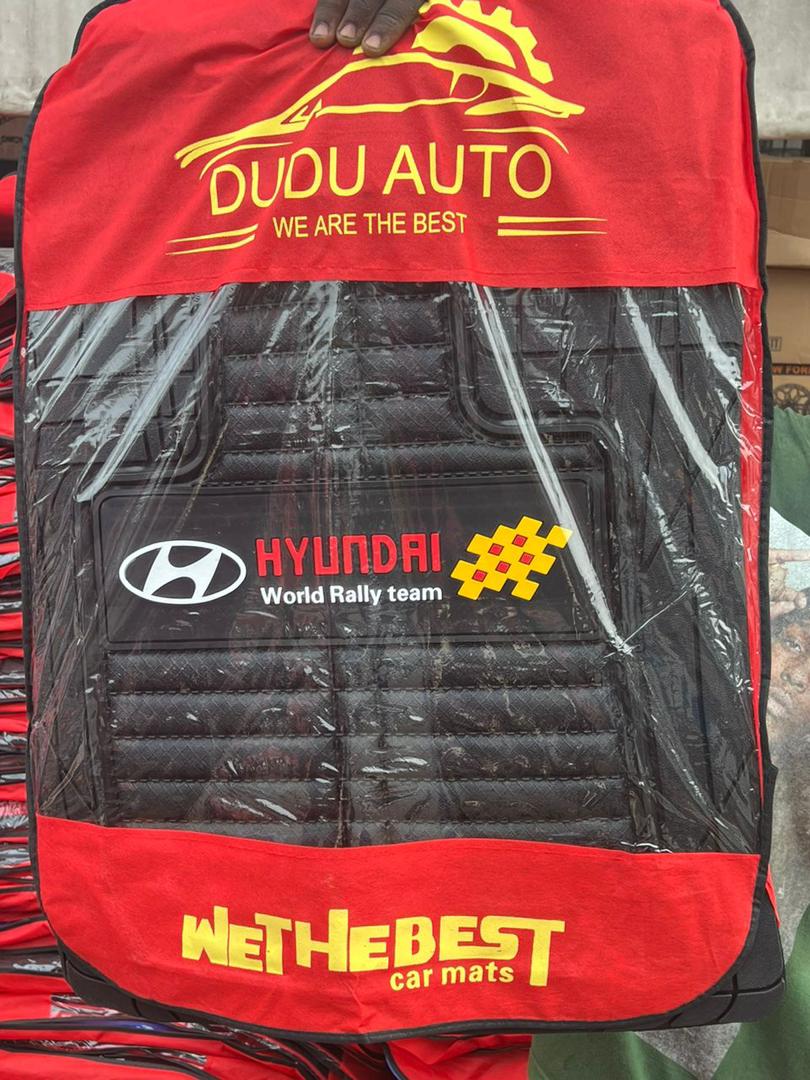 DUDU AUTO
WE ARE THE BEST
HYUNDAI
World Rally team
WETHEBEST
car mats